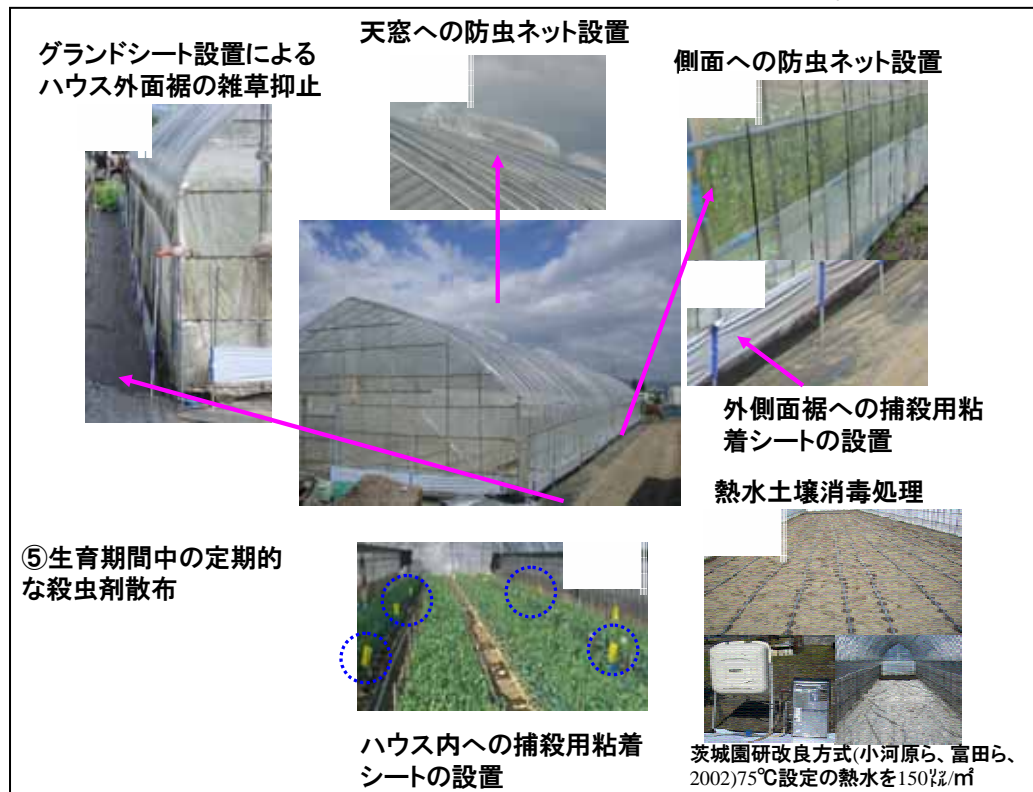 グランドシート設置による
ハウス外面裾の雑草抑止
天窓への防虫ネット設置
側面への防虫ネット設置
外側面裾への捕殺用粘
着シートの設置
熱水土壌消毒処理
⑤生育期間中の定期的
な殺虫剤散布
ハウス内への捕殺用粘着
シートの設置
茨城園研改良方式(小河原ら、富田ら、
2002)75℃設定の熱水を150㍑/㎡